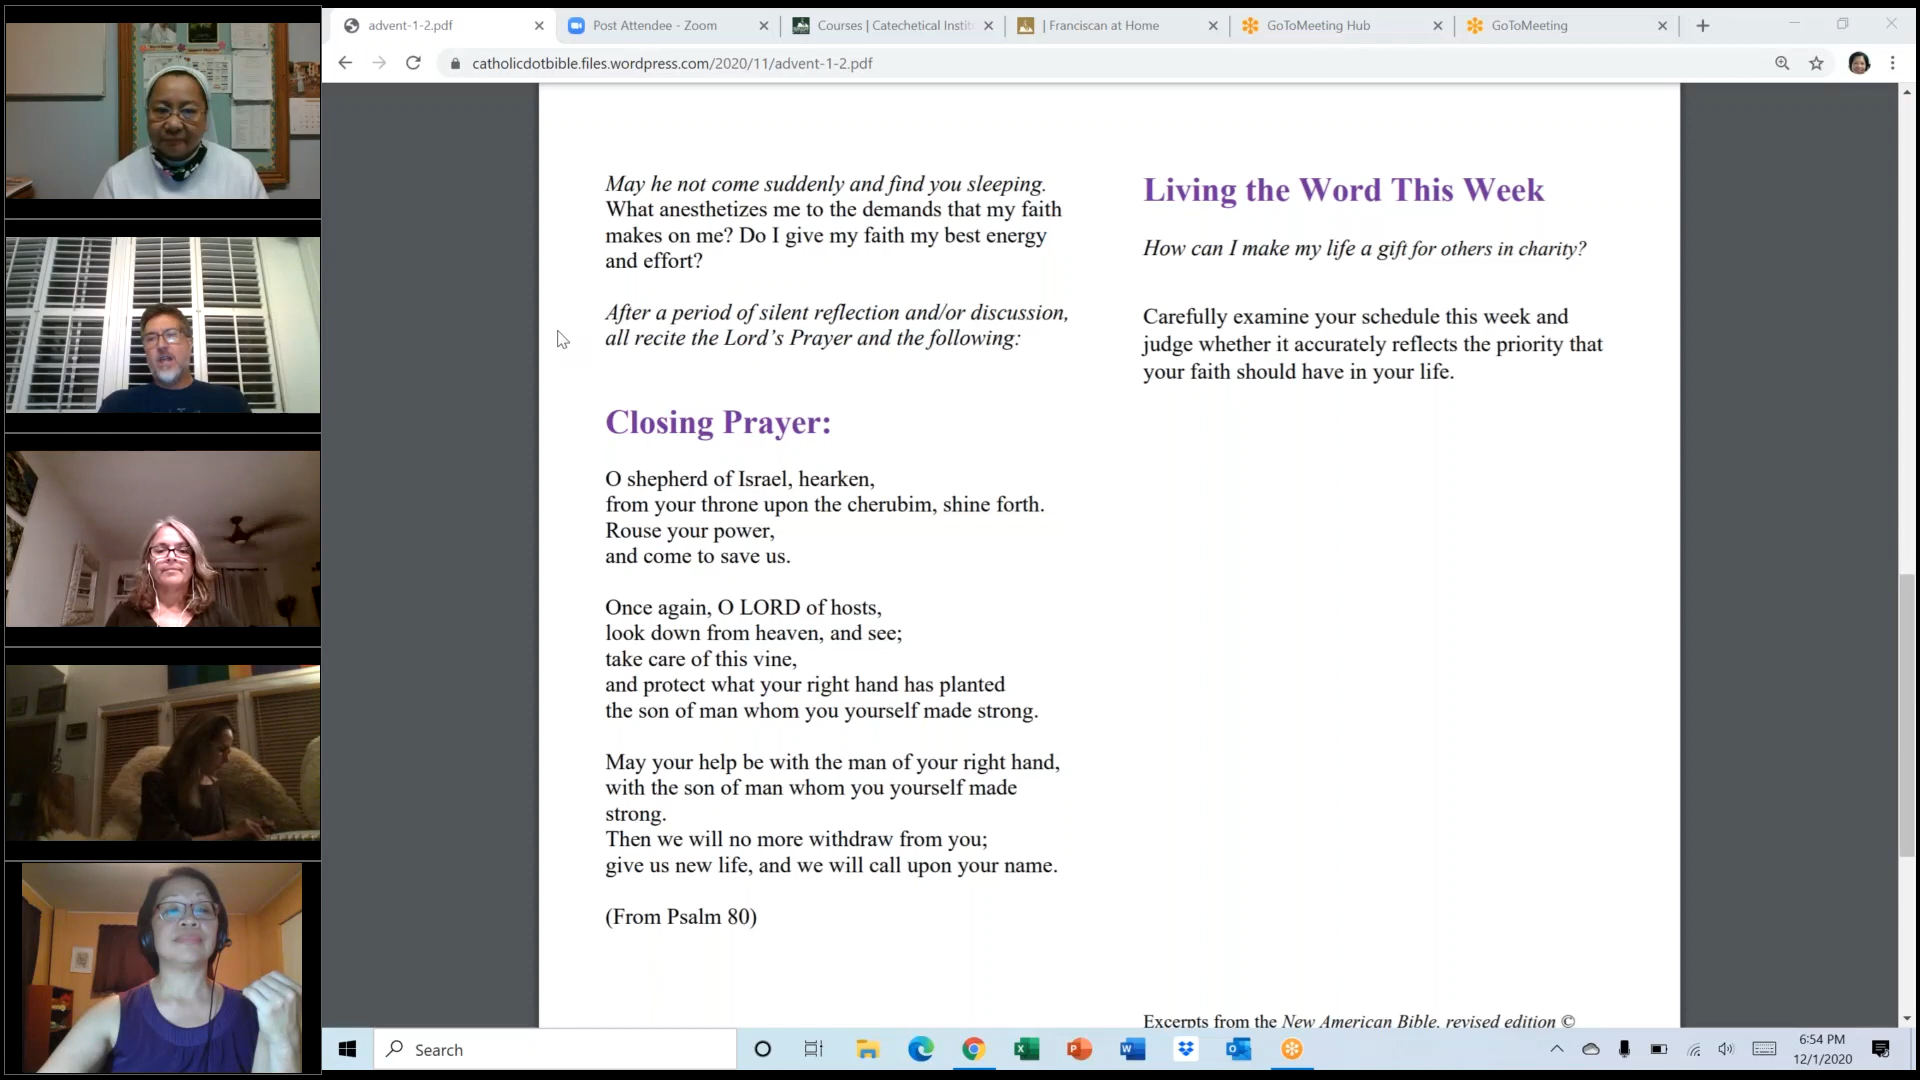 advent-1-2.pdf
Post Attendee - Zoom
Courses | Catechetical Instit
| Franciscan at Home
GoToMeeting Hub
GoToMeeting
catholicdotbible.files.wordpress.com/2020/11/advent-1-2.pdf
May he not come suddenly and find you sleeping.
What anesthetizes me to the demands that my faith
makes on me? Do I give my faith my best energy
and effort?
After a period of silent reflection and/or discussion,
all recite the Lord's Prayer and the following:
Closing Prayer:
O shepherd of Israel, hearken,
from your throne upon the cherubim, shine forth.
Rouse your power,
and come to save us.
Once again, O LORD of hosts,
look down from heaven, and see;
take care of this vine,
and protect what your right hand has planted
the son of man whom you yourself made strong.
May your help be with the man of your right hand,
with the son of man whom you yourself made
strong.
Then we will no more withdraw from you;
give us new life, and we will call upon your name.
(From Psalm 80)
Living the Word This Week
How can I make my life a gift for others in charity?
Carefully examine your schedule this week and
judge whether it accurately reflects the priority that
your faith should have in your life.
Excerpts from the New American Bible, revised edition ©
Search
6:54 PM
12/1/2020